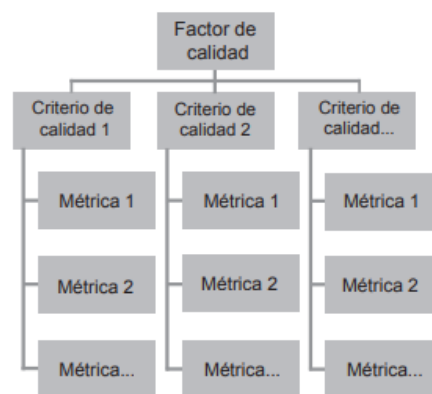 Factor de
calidad
Criterio de
calidad 1
Criterio de
calidad 2
Criterio de
calidad...
Métrica 1
Métrica 1
Métrica 1
Métrica 2
Métrica 2
Métrica 2
Métrica...
Métrica...
Métrica...